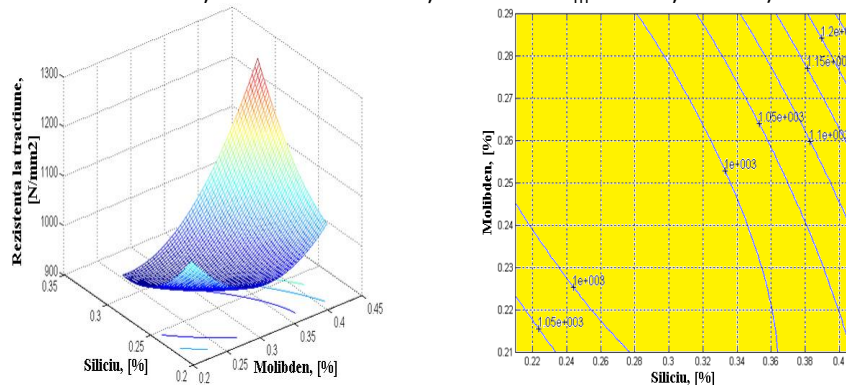 Rezistenta la tractiune,
[N/mm2]
1300
1200
1100
1000
900
0.35
0.3
0.25
0.2
Siliciu, [%]
0.2
0.25
0.3
0.35
0.4
0.45
Molibden, [%]
Molibden, [%]
0.29
0.28
0.27
0.26
0.25
0.24
0.23
0.22
0.21
1.15e+00
1.05e+003
1.1e+003
1e+003
1e+003
1.05e+003
0.22
0.24
0.26
0.28
0.3
0.32
0.34
0.36
0.38
0.4
Siliciu, [%]